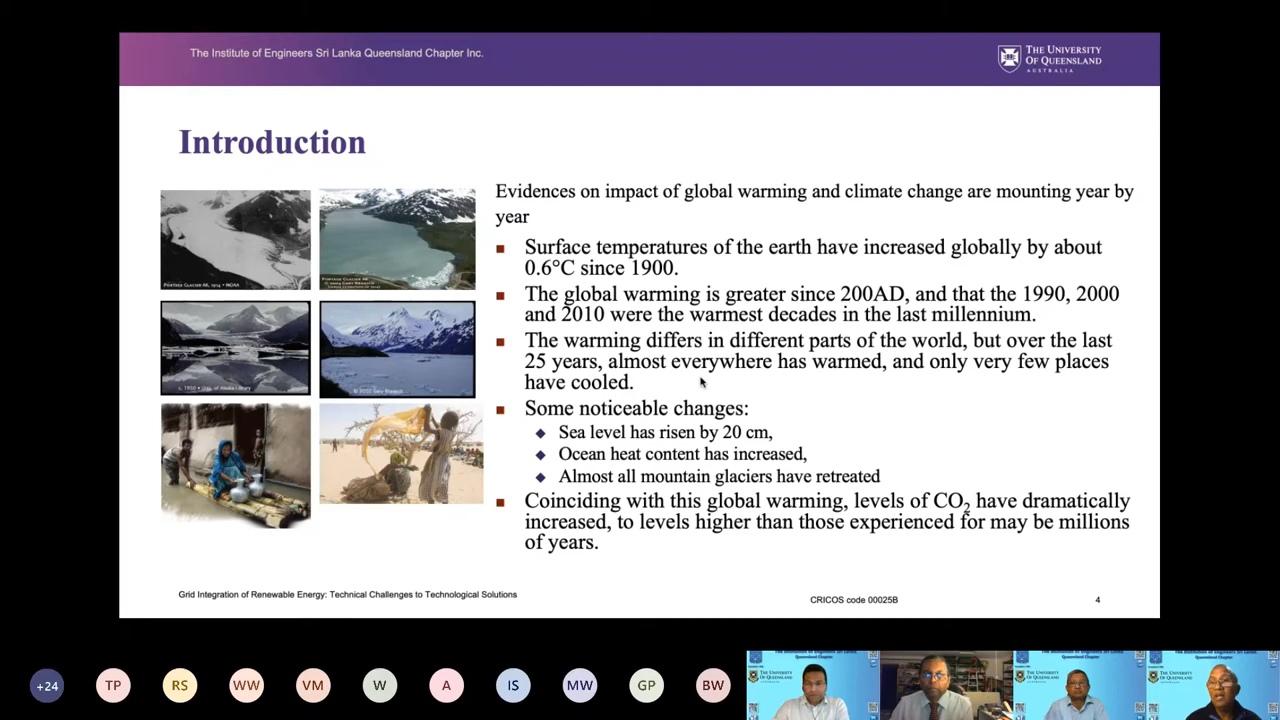 The Institute of Engineers Sri Lanka Queensland Chapter Inc.
THE UNIVERSITY
OF QUEENSLAND
AUSTRALIA
Introduction
Evidences on impact of global warming and climate change are mounting year by
year
Surface temperatures of the earth have increased globally by about
0.6°C since 1900.
The global warming is greater since 200AD, and that the 1990, 2000
and 2010 were the warmest decades in the last millennium.
The warming differs in different parts of the world, but over the last
25 years, almost everywhere has warmed, and only very few places
have cooled.
Some noticeable changes:
Sea level has risen by 20 cm,
Ocean heat content has increased,
Almost all mountain glaciers have retreated
Coinciding with this global warming, levels of CO₂ have dramatically
increased, to levels higher than those experienced for may be millions
of years.
PORTAGE GLACIER AK, 1914 • NOAA
PORTAGE GLACIER AK
Grid Integration of Renewable Energy: Technical Challenges to Technological Solutions
CRICOS code 00025B
4
+24
TP
RS
WW
VM
W
A
IS
MW
GP
BW